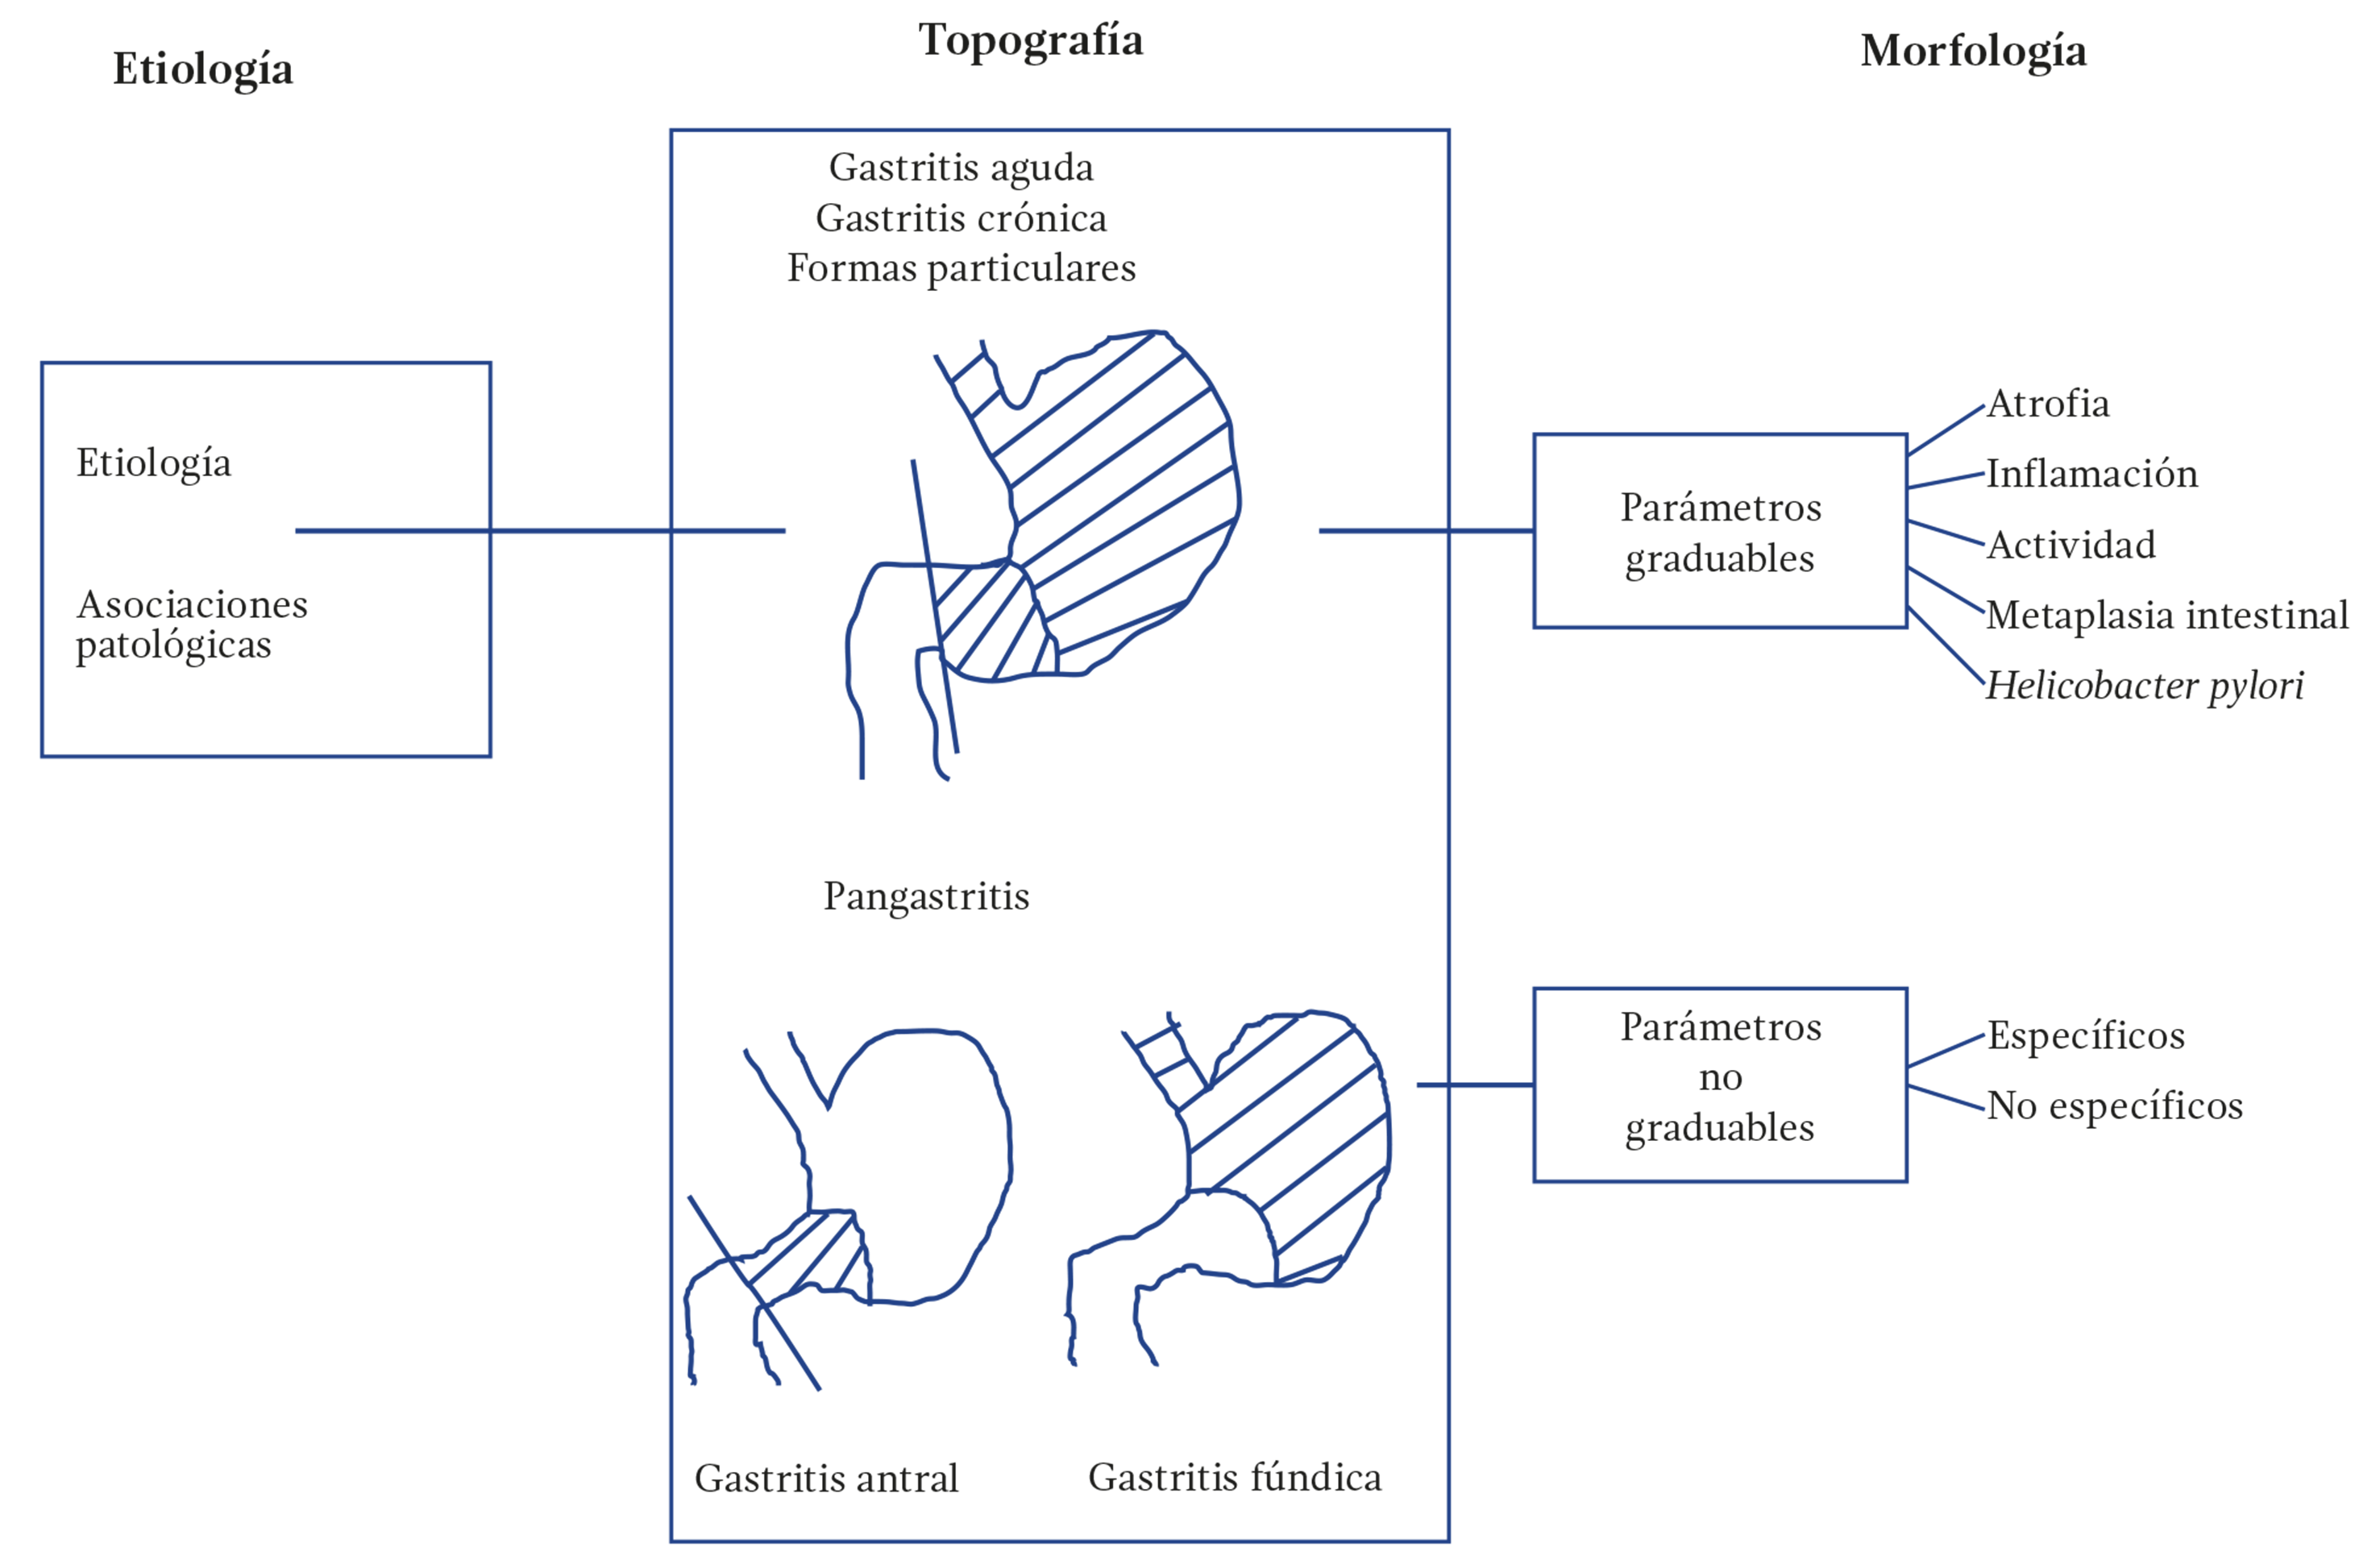 Etiología
Topografía
Morfología
Etiología
Asociaciones
patológicas
Gastritis aguda
Gastritis crónica
Formas particulares
Pangastritis
Gastritis antral
Gastritis fúndica
Parámetros
graduables
Atrofia
Inflamación
Actividad
Metaplasia intestinal
Helicobacter pylori
Parámetros
no
graduables
Específicos
No específicos